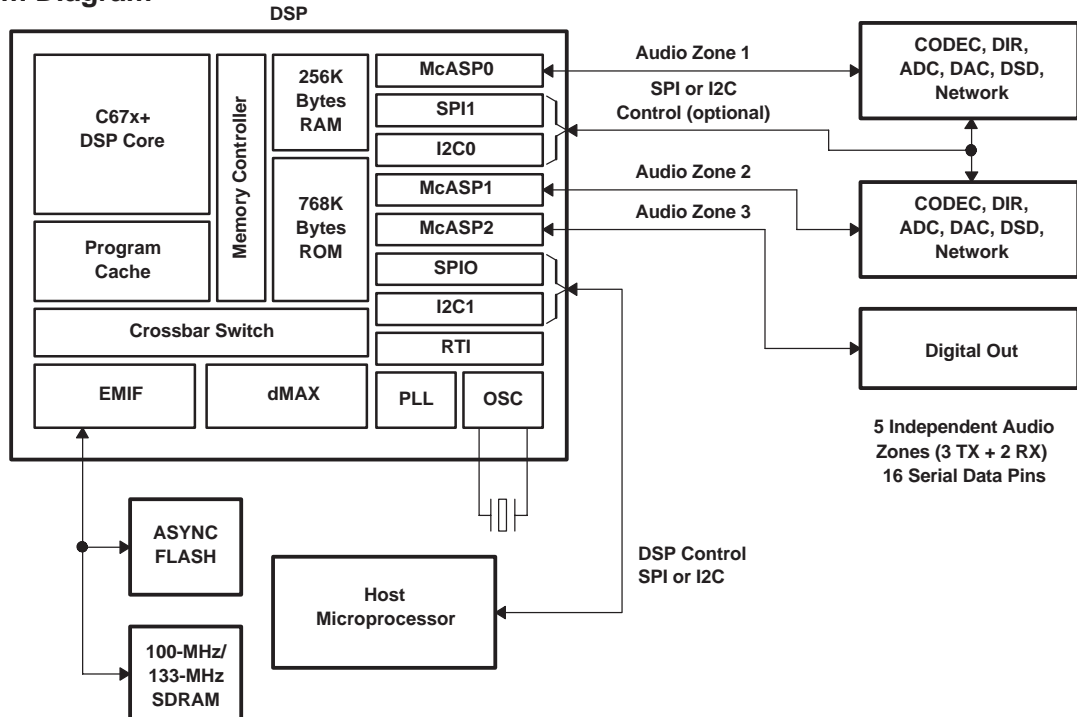 m Diagram
DSP
C67x+
DSP Core
Program
Cache
Memory Controller
256K
Bytes
RAM
768K
Bytes
ROM
McASP0
SPI1
I2C0
McASP1
McASP2
SPIO
I2C1
RTI
Crossbar Switch
EMIF
dMAX
PLL
OSC
Audio Zone 1
SPI or I2C
Control (optional)
Audio Zone 2
Audio Zone 3
CODEC, DIR,
ADC, DAC, DSD,
Network
CODEC, DIR,
ADC, DAC, DSD,
Network
Digital Out
5 Independent Audio
Zones (3 TX + 2 RX)
16 Serial Data Pins
ASYNC
FLASH
100-MHz/
133-MHz
SDRAM
Host
Microprocessor
DSP Control
SPI or I2C